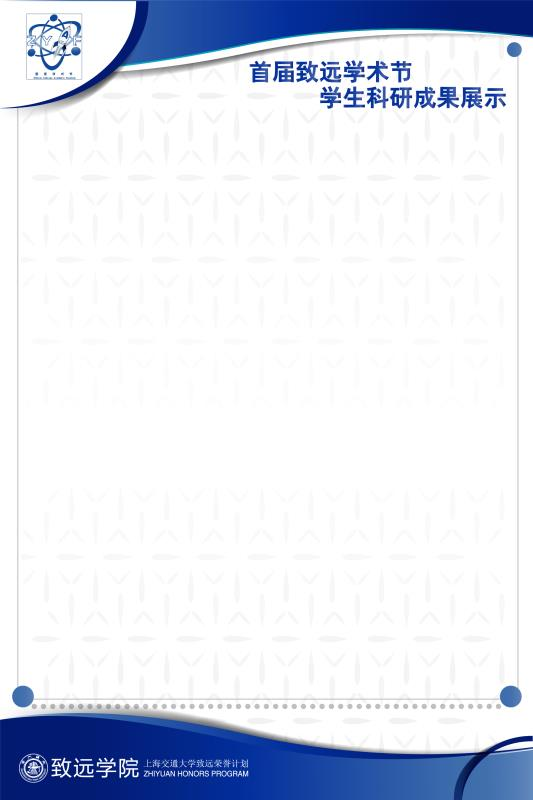 ZYAF
首届致远学术节
学生科研成果展示
致远学院
上海交通大学致远荣誉计划
ZHIYUAN HONORS PROGRAM